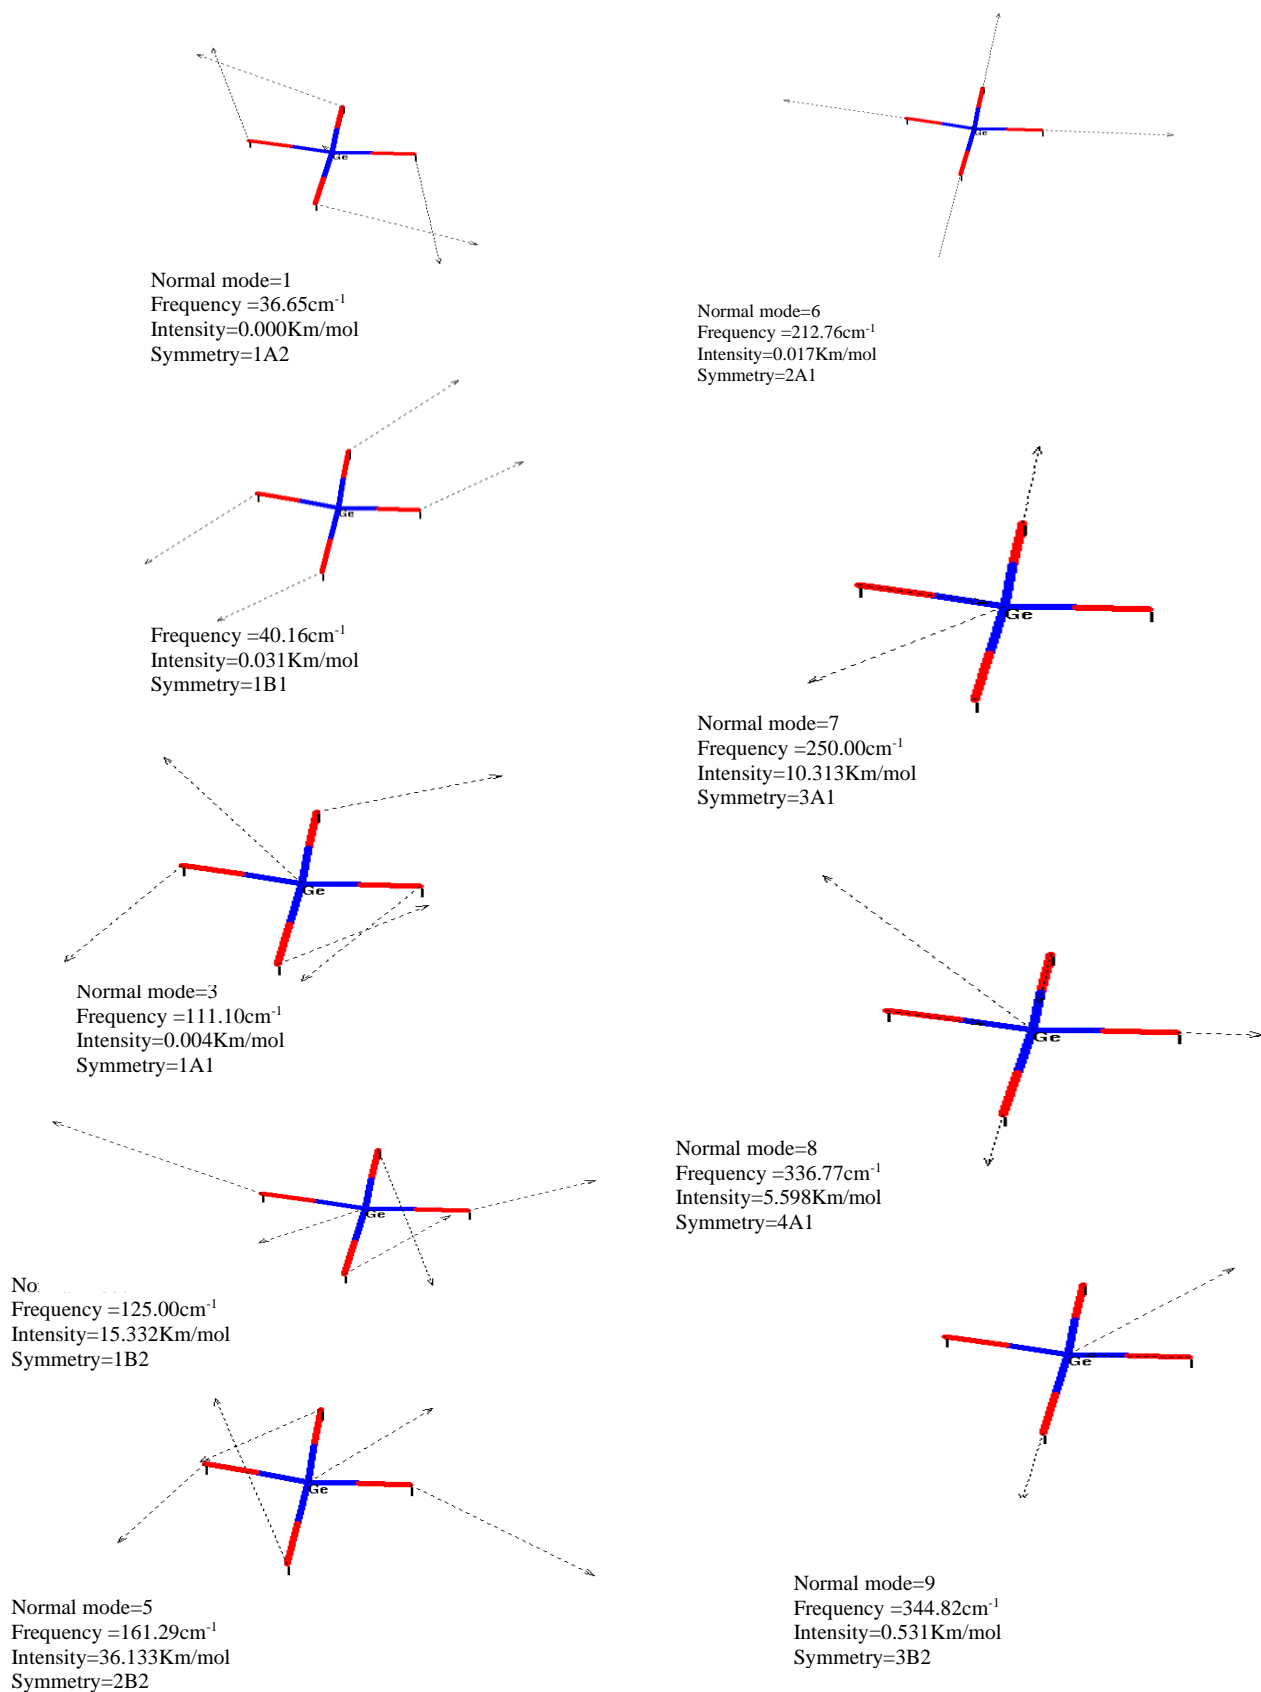 I
I
Ge
I
I
Normal mode=1
Frequency =36.65cm⁻¹
Intensity=0.000Km/mol
Symmetry=1A2
I
I
Ge
I
I
Frequency =40.16cm⁻¹
Intensity=0.031Km/mol
Symmetry=1B1
I
I
Ge
I
I
Normal mode=3
Frequency =111.10cm⁻¹
Intensity=0.004Km/mol
Symmetry=1A1
I
I
Ge
I
I
Frequency =125.00cm⁻¹
Intensity=15.332Km/mol
Symmetry=1B2
I
I
Ge
I
I
Normal mode=5
Frequency =161.29cm⁻¹
Intensity=36.133Km/mol
Symmetry=2B2
I
I
Ge
I
I
Normal mode=6
Frequency =212.76cm⁻¹
Intensity=0.017Km/mol
Symmetry=2A1
I
I
Ge
I
I
Normal mode=7
Frequency =250.00cm⁻¹
Intensity=10.313Km/mol
Symmetry=3A1
I
I
Ge
I
I
Normal mode=8
Frequency =336.77cm⁻¹
Intensity=5.598Km/mol
Symmetry=4A1
I
I
Ge
I
I
Normal mode=9
Frequency =344.82cm⁻¹
Intensity=0.531Km/mol
Symmetry=3B2